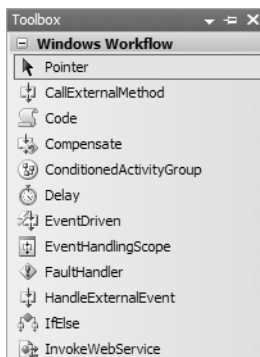 Toolbox
Windows Workflow
Pointer
CallExternalMethod
Code
Compensate
ConditionedActivityGroup
Delay
EventDriven
EventHandlingScope
FaultHandler
HandleExternalEvent
IfElse
InvokeWebService